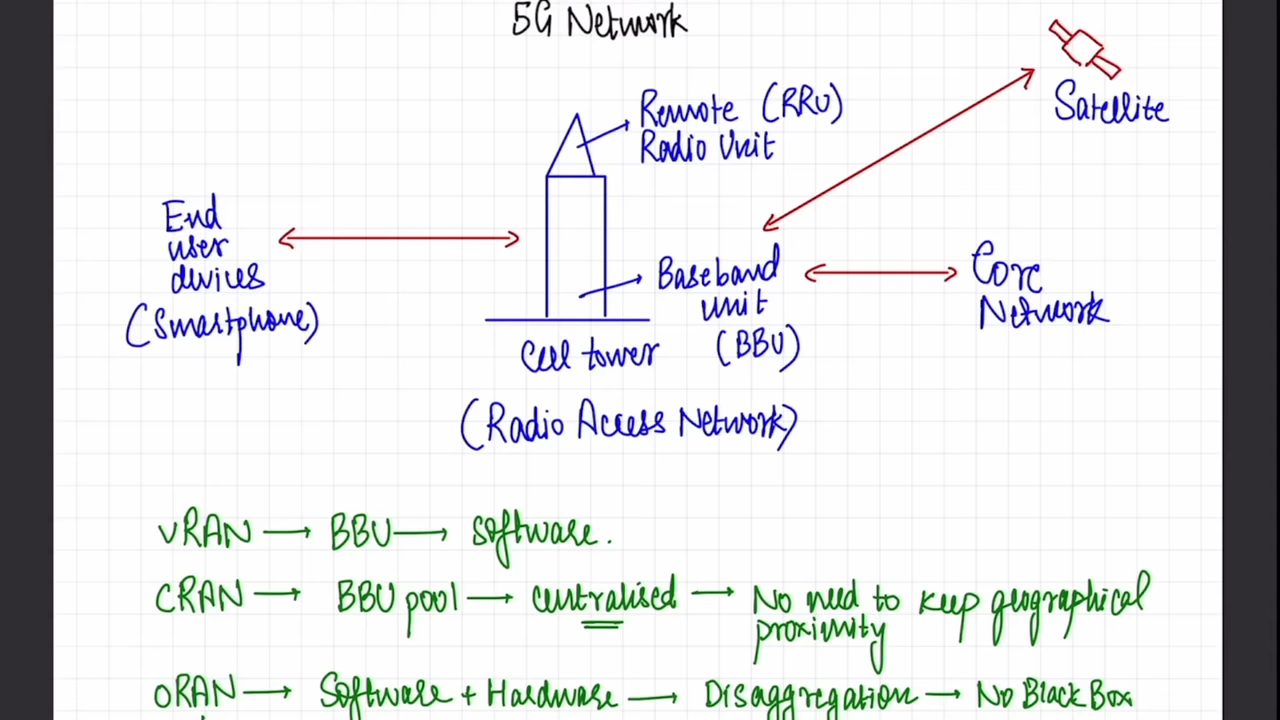 5G Network
Remote (RRU)
Radio Unit
Satellite
End
user
devices
(Smartphone)
Baseband
unit
(BBU)
Core
Network
Cell tower
(Radio Access Network)
vRAN → BBU → Software.
CRAN → BBU pool → centralised → No need to keep geographical
proximity
ORAN → Software + Hardware → Disaggregation → No Black Box